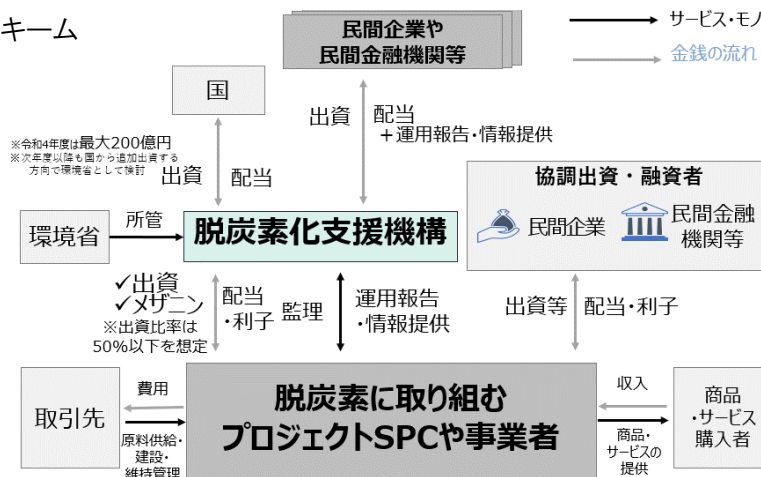 キーム
サービス・モノ
金銭の流れ
民間企業や
民間金融機関等
国
出資
配当
＋運用報告・情報提供
※令和4年度は最大200億円
※次年度以降も国から追加出資する
方向で環境省として検討
出資
配当
協調出資・融資者
民間企業
民間金融
機関等
環境省
所管
脱炭素化支援機構
✓出資
✓メザニン
※出資比率は
50%以下を想定
配当
・利子
監理
運用報告
・情報提供
出資等
配当・利子
取引先
費用
原料供給・
建設・
維持管理
脱炭素に取り組む
プロジェクトSPCや事業者
収入
商品・
サービスの
提供
商品
・サービス
購入者